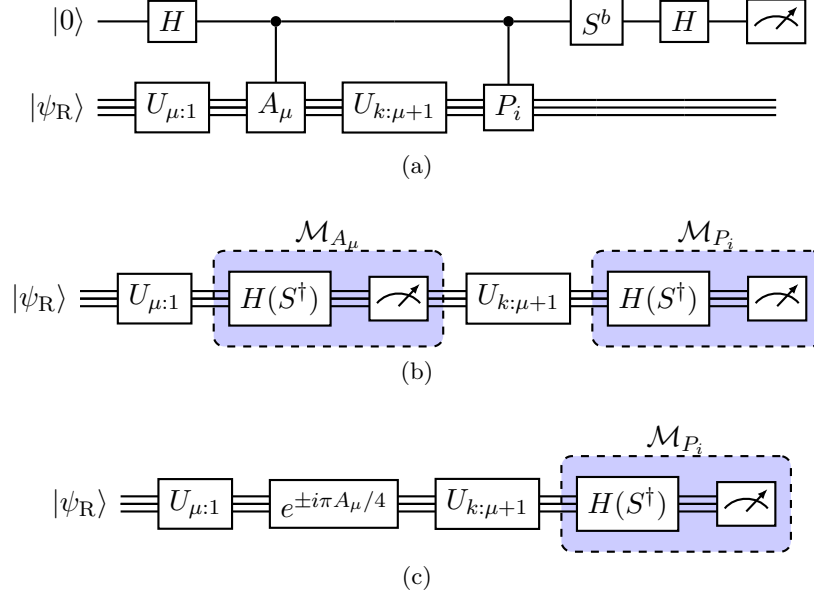 |0⟩ H S^b H
|ψ_R⟩ U_{μ:1} A_μ U_{k:μ+1} P_i
(a)
ℳ_{A_μ} ℳ_{P_i}
|ψ_R⟩ U_{μ:1} H(S^†) U_{k:μ+1} H(S^†)
(b)
ℳ_{P_i}
|ψ_R⟩ U_{μ:1} e^{±iπA_μ/4} U_{k:μ+1} H(S^†)
(c)